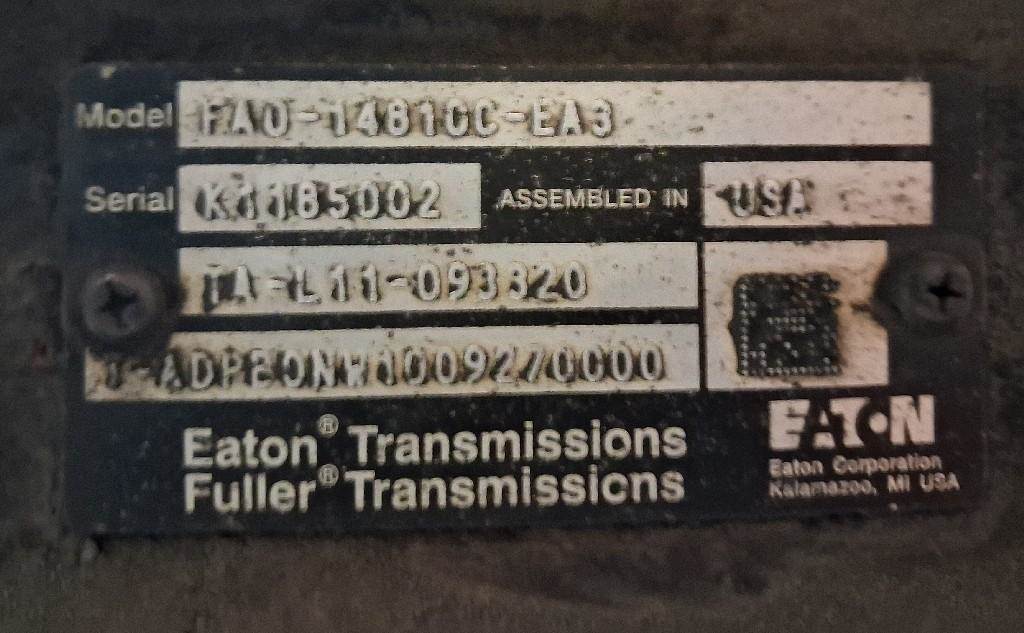 Model FAO-14810C-EA3
Serial K1185002 ASSEMBLED IN USA
TA-L11-093820
Eaton® Transmissions
Fuller® Transmissions
EATON
Eaton Corporation
Kalamazoo, MI USA